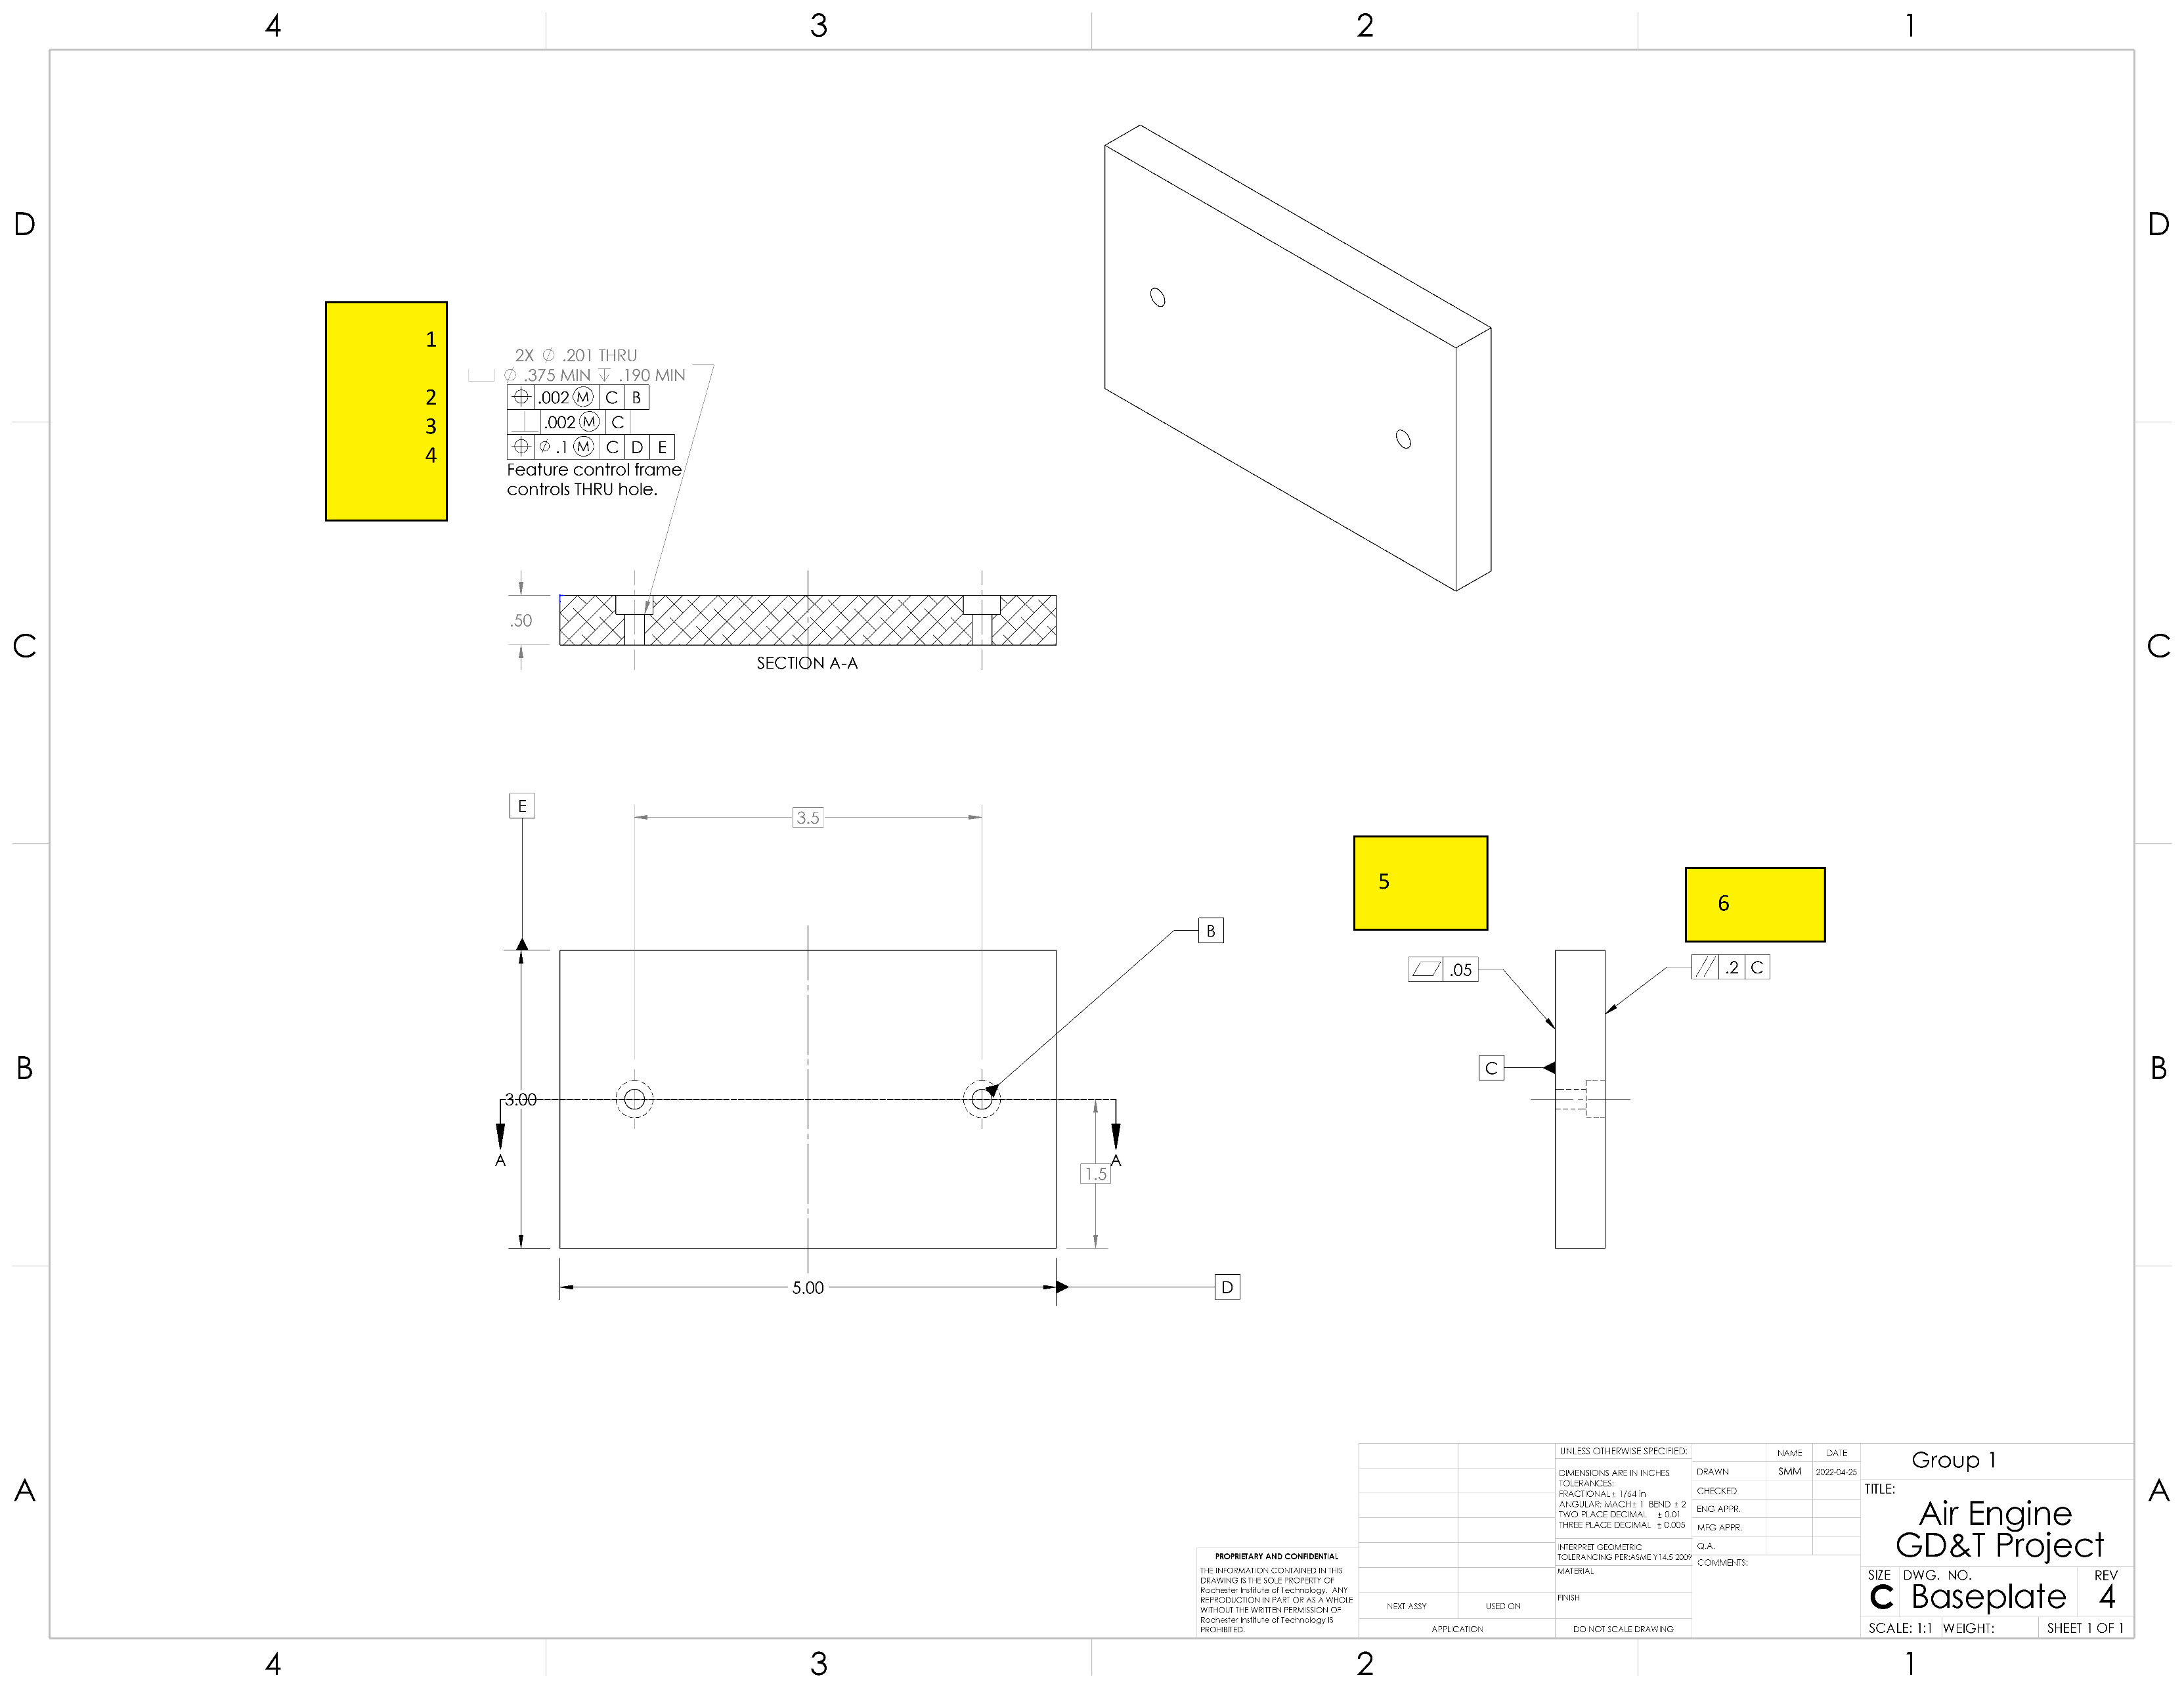 4 3 2 1
D D
1
2X ⌀ .201 THRU
⌴ ⌀ .375 MIN ↧ .190 MIN
2
⌖ .002 Ⓜ C B
3
⊥ .002 Ⓜ C
4
⌖ ⌀ .1 Ⓜ C D E
Feature control frame
controls THRU hole.
.50
SECTION A-A
C C
E
3.5
B
5
6
⏥ .05
// .2 C
C
B B
3.00
A A
1.5
5.00
D
A A
UNLESS OTHERWISE SPECIFIED:
DIMENSIONS ARE IN INCHES
TOLERANCES:
FRACTIONAL± 1/64 in
ANGULAR: MACH± 1 BEND ± 2
TWO PLACE DECIMAL ± 0.01
THREE PLACE DECIMAL ± 0.005
INTERPRET GEOMETRIC
TOLERANCING PER:ASME Y14.5 2009
MATERIAL
FINISH
DO NOT SCALE DRAWING
NAME DATE
DRAWN SMM 2022-04-25
CHECKED
ENG APPR.
MFG APPR.
Q.A.
COMMENTS:
PROPRIETARY AND CONFIDENTIAL
THE INFORMATION CONTAINED IN THIS
DRAWING IS THE SOLE PROPERTY OF
Rochester Institute of Technology. ANY
REPRODUCTION IN PART OR AS A WHOLE
WITHOUT THE WRITTEN PERMISSION OF
Rochester Institute of Technology IS
PROHIBITED.
NEXT ASSY USED ON
APPLICATION
Group 1
TITLE:
Air Engine
GD&T Project
SIZE DWG. NO. REV
C Baseplate 4
SCALE: 1:1 WEIGHT: SHEET 1 OF 1
4 3 2 1